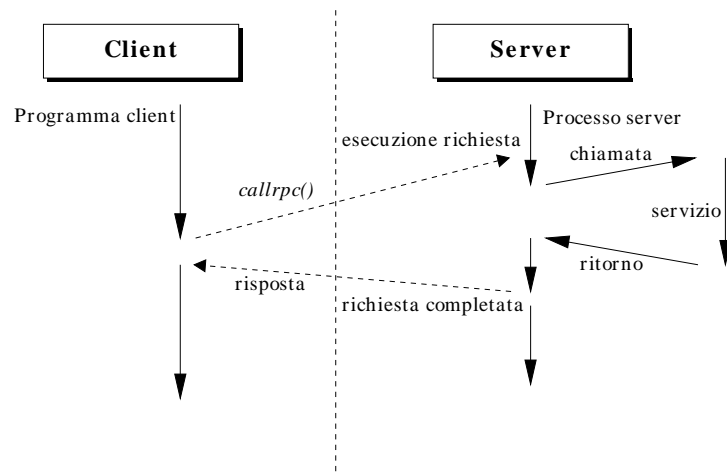 Client
Server
Programma client
Processo server
esecuzione richiesta
chiamata
callrpc()
servizio
ritorno
risposta
richiesta completata